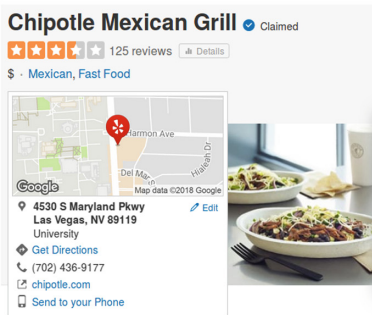 Chipotle Mexican Grill Claimed
125 reviews Details
$ · Mexican, Fast Food
Harmon Ave
Hialeah Dr
Del Mar
Google Map data ©2018 Google
4530 S Maryland Pkwy Edit
Las Vegas, NV 89119
University
Get Directions
(702) 436-9177
chipotle.com
Send to your Phone